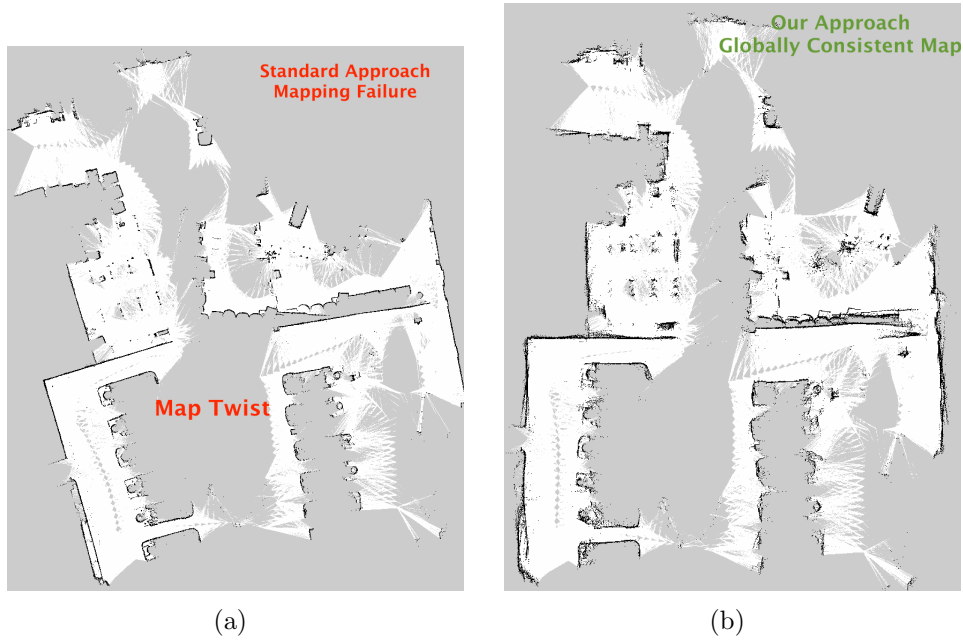 Standard Approach
Mapping Failure
Map Twist
(a)
Our Approach
Globally Consistent Map
(b)